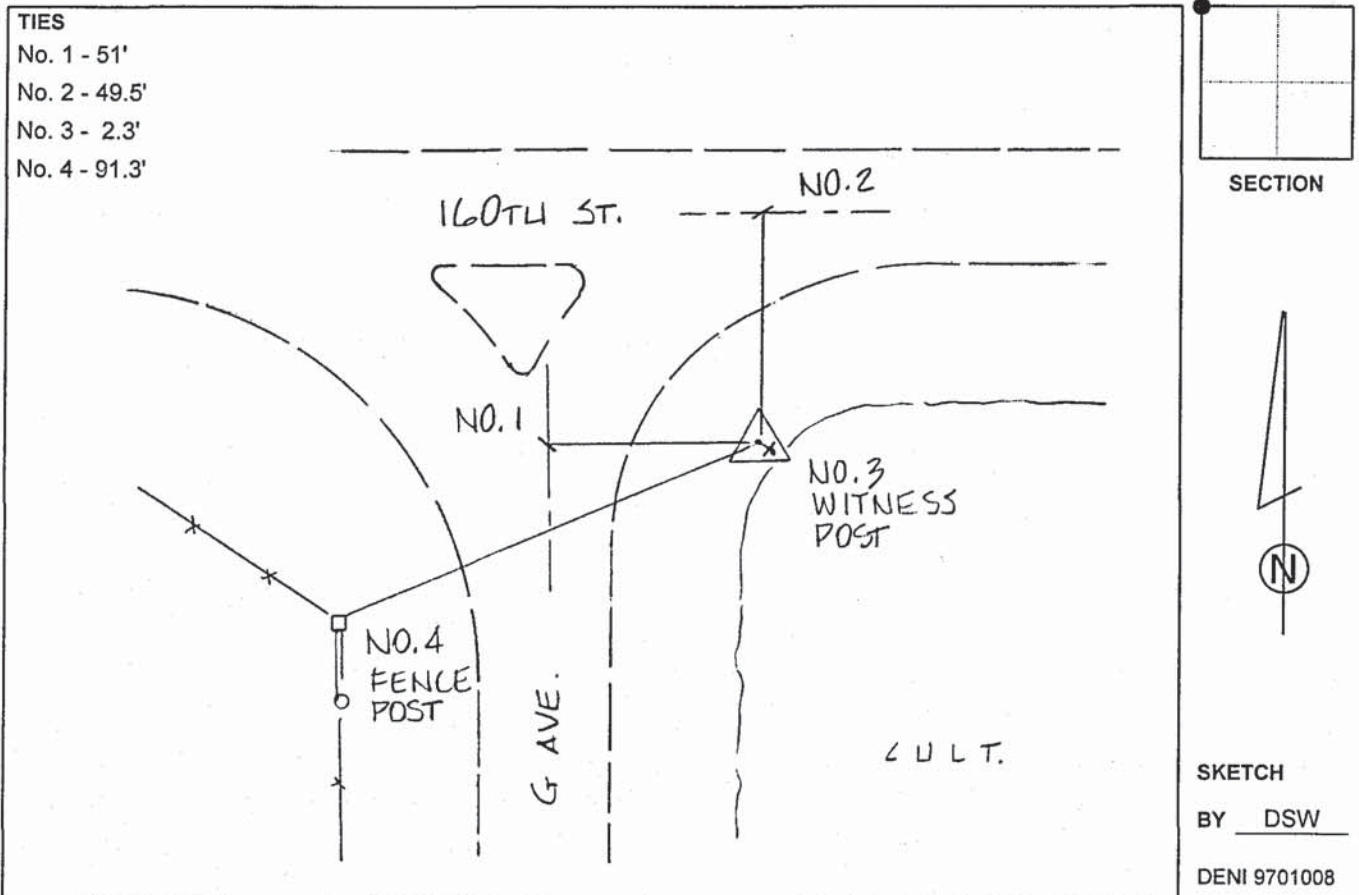 TIES
No. 1 - 51'
No. 2 - 49.5'
No. 3 - 2.3'
No. 4 - 91.3'
NO.2
160TH ST.
NO.1
NO.3
WITNESS
POST
NO.4
FENCE
POST
G AVE.
CULT.
SECTION
N
SKETCH
BY DSW
DENI 9701008